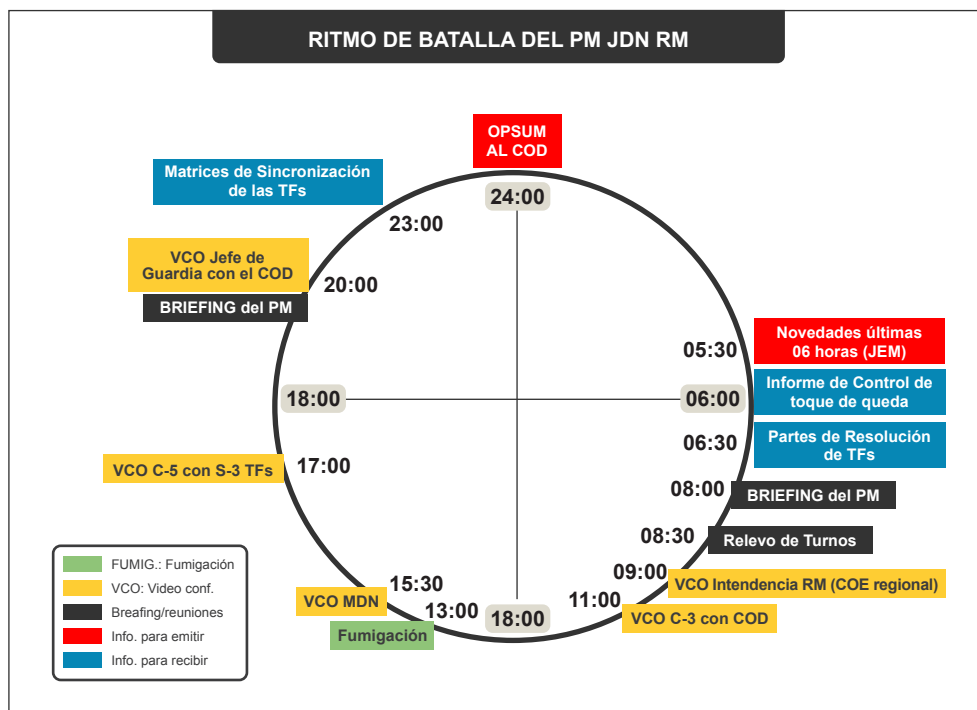 RITMO DE BATALLA DEL PM JDN RM
OPSUM
AL COD
24:00
Matrices de Sincronización
de las TFs
23:00
VCO Jefe de
Guardia con el COD
20:00
BRIEFING del PM
Novedades últimas
06 horas (JEM)
05:30
18:00
06:00
Informe de Control de
toque de queda
06:30
Partes de Resolución
de TFs
VCO C-5 con S-3 TFs
17:00
08:00
BRIEFING del PM
08:30
Relevo de Turnos
09:00
VCO Intendencia RM (COE regional)
15:30
VCO MDN
13:00
Fumigación
18:00
11:00
VCO C-3 con COD
FUMIG.: Fumigación
VCO: Video conf.
Breafing/reuniones
Info. para emitir
Info. para recibir